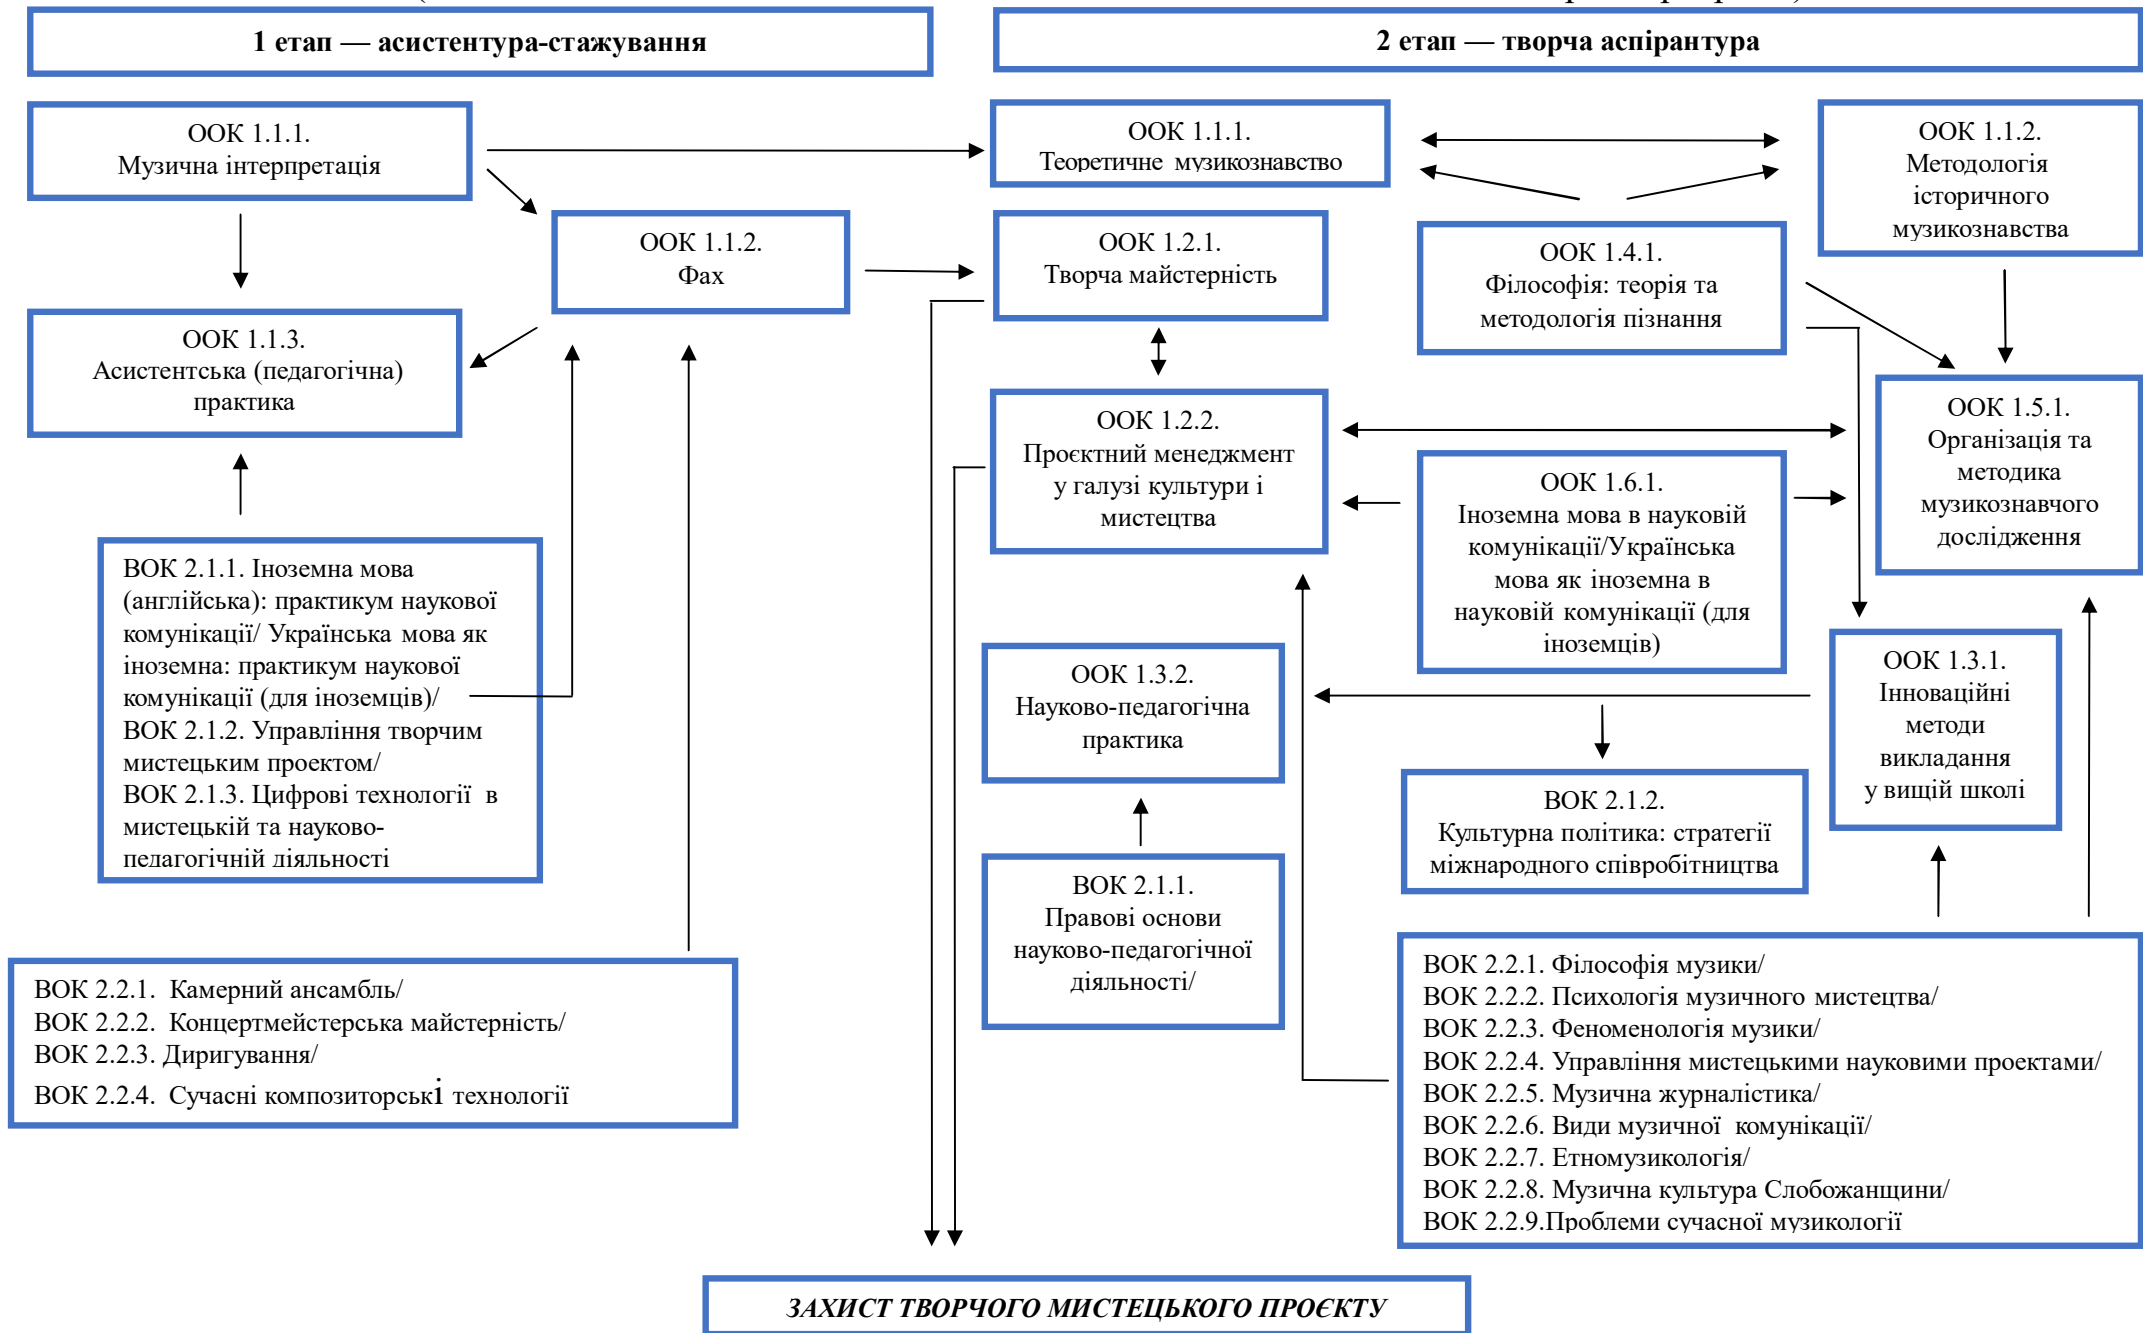 1 етап — асистентура-стажування
2 етап — творча аспірантура
ООК 1.1.1.
Музична інтерпретація
ООК 1.1.1.
Теоретичне музикознавство
ООК 1.1.2.
Методологія
історичного
музикознавства
ООК 1.1.2.
Фах
ООК 1.2.1.
Творча майстерність
ООК 1.4.1.
Філософія: теорія та
методологія пізнання
ООК 1.1.3.
Асистентська (педагогічна)
практика
ООК 1.2.2.
Проєктний менеджмент
у галузі культури і
мистецтва
ООК 1.5.1.
Організація та
методика
музикознавчого
дослідження
ООК 1.6.1.
Іноземна мова в науковій
комунікації/Українська
мова як іноземна в
науковій комунікації (для
іноземців)
ВОК 2.1.1. Іноземна мова
(англійська): практикум наукової
комунікації/ Українська мова як
іноземна: практикум наукової
комунікації (для іноземців)/
ВОК 2.1.2. Управління творчим
мистецьким проектом/
ВОК 2.1.3. Цифрові технології в
мистецькій та науково-
педагогічній діяльності
ООК 1.3.2.
Науково-педагогічна
практика
ООК 1.3.1.
Інноваційні
методи
викладання
у вищій школі
ВОК 2.1.2.
Культурна політика: стратегії
міжнародного співробітництва
ВОК 2.1.1.
Правові основи
науково-педагогічної
діяльності/
ВОК 2.2.1. Камерний ансамбль/
ВОК 2.2.2. Концертмейстерська майстерність/
ВОК 2.2.3. Диригування/
ВОК 2.2.4. Сучасні композиторські технології
ВОК 2.2.1. Філософія музики/
ВОК 2.2.2. Психологія музичного мистецтва/
ВОК 2.2.3. Феноменологія музики/
ВОК 2.2.4. Управління мистецькими науковими проектами/
ВОК 2.2.5. Музична журналістика/
ВОК 2.2.6. Види музичної комунікації/
ВОК 2.2.7. Етномузикологія/
ВОК 2.2.8. Музична культура Слобожанщини/
ВОК 2.2.9.Проблеми сучасної музикології
ЗАХИСТ ТВОРЧОГО МИСТЕЦЬКОГО ПРОЄКТУ